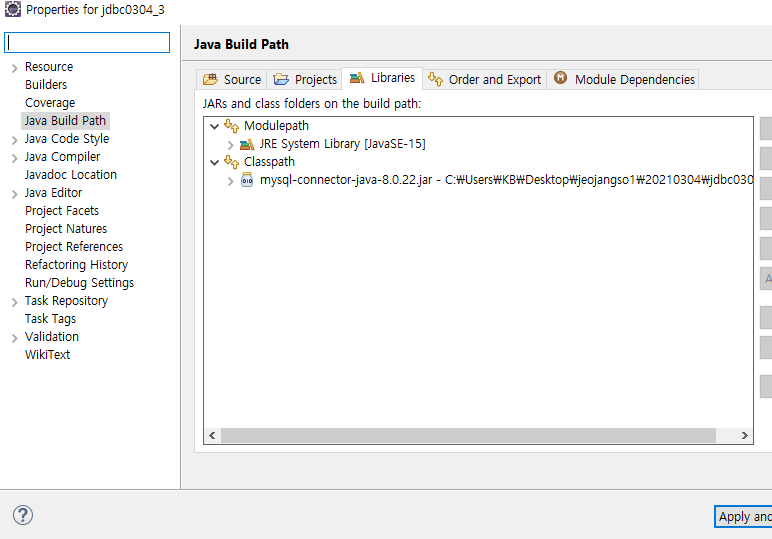 Properties for jdbc0304_3
Resource
Builders
Coverage
Java Build Path
Java Code Style
Java Compiler
Javadoc Location
Java Editor
Project Facets
Project Natures
Project References
Refactoring History
Run/Debug Settings
Task Repository
Task Tags
Validation
WikiText
Java Build Path
Source Projects Libraries Order and Export Module Dependencies
JARs and class folders on the build path:
Modulepath
JRE System Library [JavaSE-15]
Classpath
mysql-connector-java-8.0.22.jar - C:₩Users₩KB₩Desktop₩jeojangso1₩20210304₩jdbc030
A
Apply and